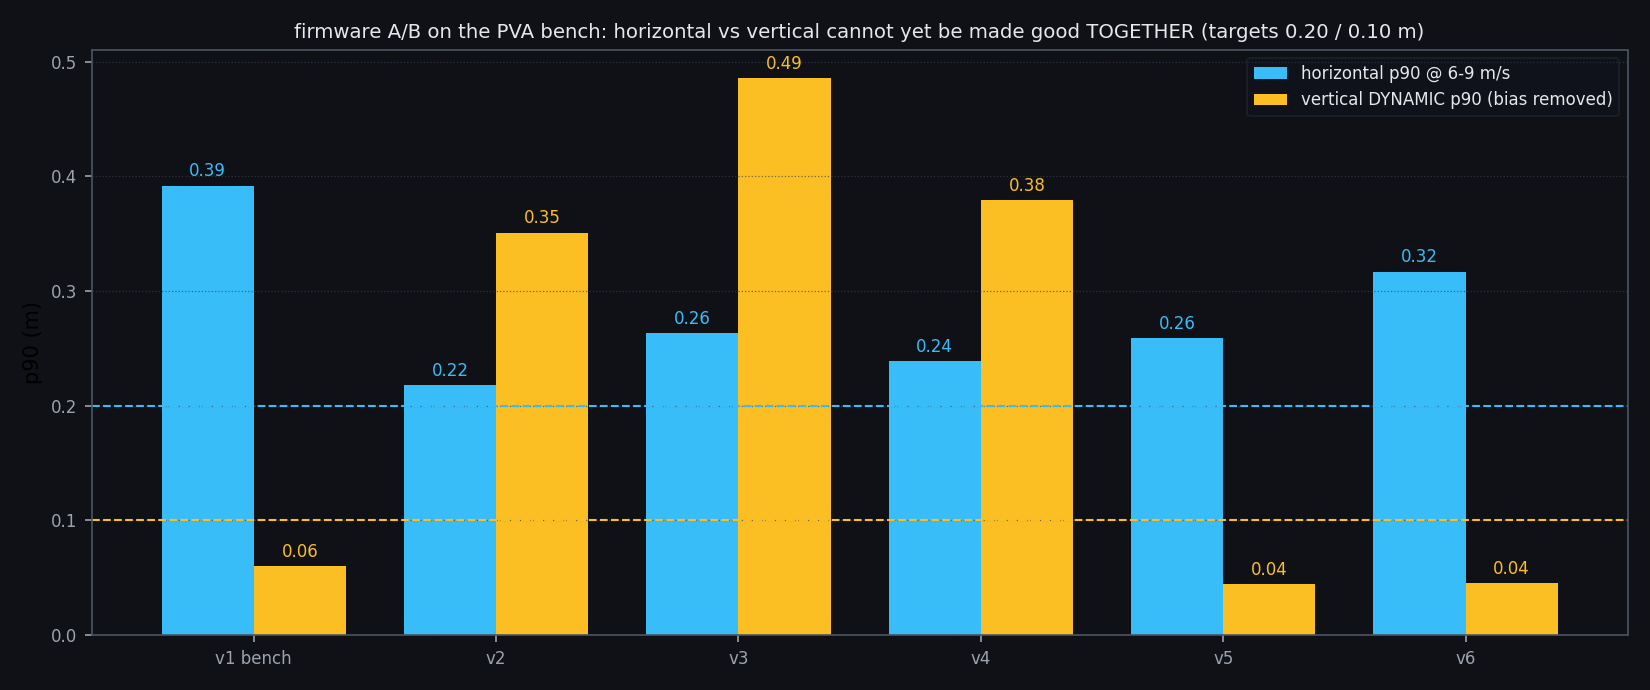 firmware A/B on the PVA bench: horizontal vs vertical cannot yet be made good TOGETHER (targets 0.20 / 0.10 m)
horizontal p90 @ 6-9 m/s
vertical DYNAMIC p90 (bias removed)
p90 (m)
0.5
0.4
0.3
0.2
0.1
0.0
0.39
0.06
0.22
0.35
0.26
0.49
0.24
0.38
0.26
0.04
0.32
0.04
v1 bench
v2
v3
v4
v5
v6